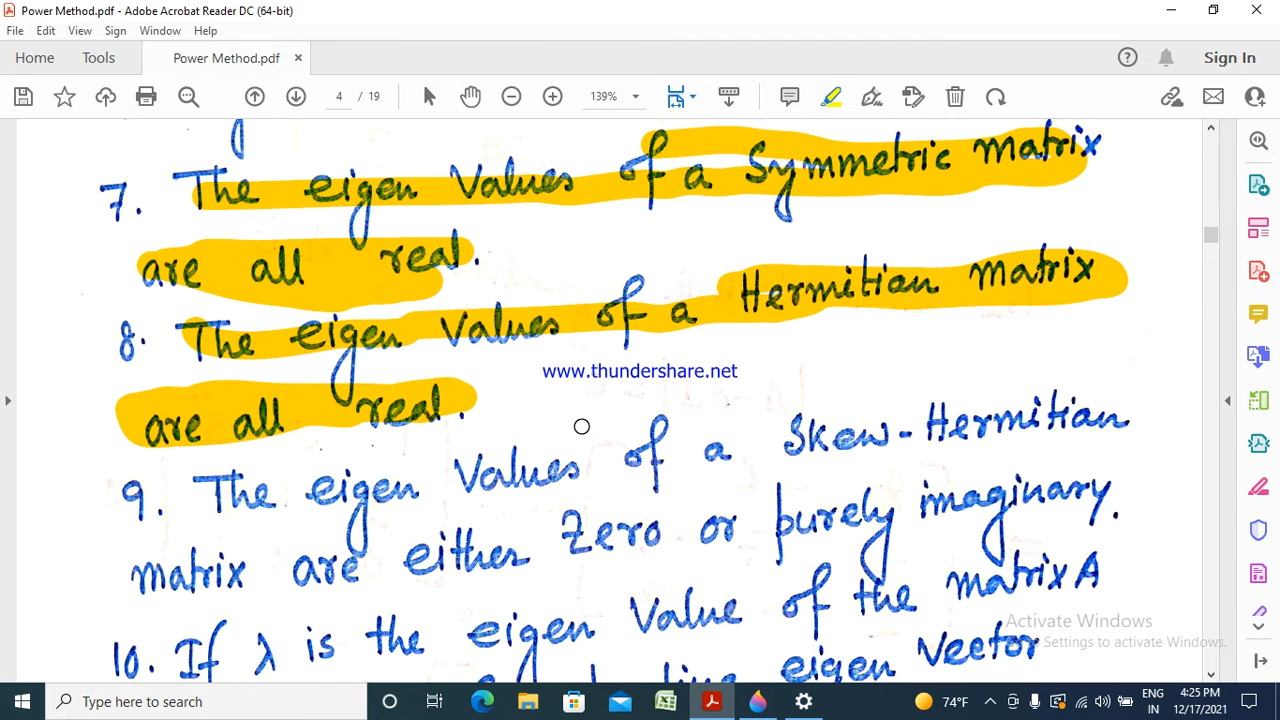 Power Method.pdf - Adobe Acrobat Reader DC (64-bit)
File Edit View Sign Window Help
Home Tools Power Method.pdf × Sign In
4 / 19 139%
7. The eigen values of a Symmetric matrix
are all real.
8. The eigen values of a Hermitian matrix
www.thundershare.net
are all real.
9. The eigen values of a Skew-Hermitian
matrix are either Zero or purely imaginary.
10. If λ is the eigen value of the matrix A
eigen vector
Activate Windows
Settings to activate Windows.
Type here to search
74°F
ENG
IN
4:25 PM
12/17/2021